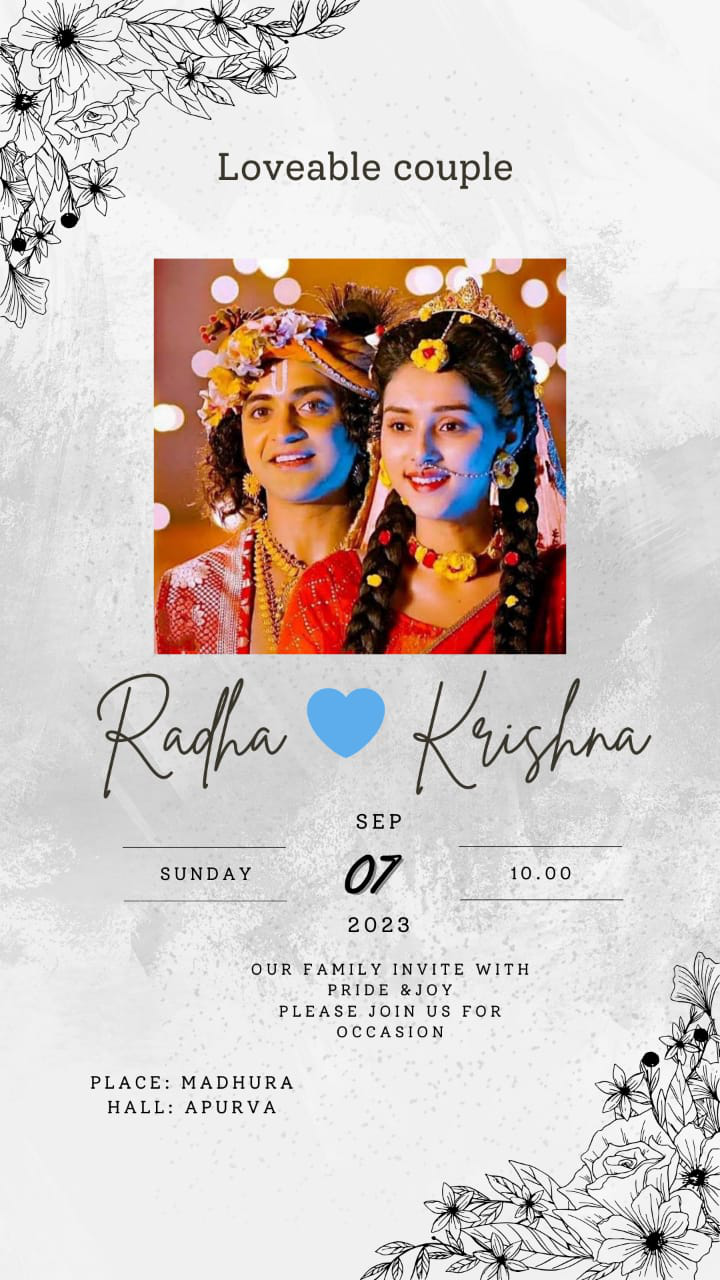 Loveable couple
Radha Krishna
SEP
SUNDAY 07 10.00
2023
OUR FAMILY INVITE WITH
PRIDE &JOY
PLEASE JOIN US FOR
OCCASION
PLACE: MADHURA
HALL: APURVA